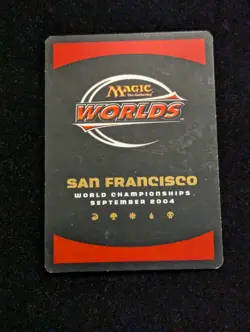 MAGIC
The Gathering
WORLDS
SAN FRANCISCO
WORLD CHAMPIONSHIPS
SEPTEMBER 2004